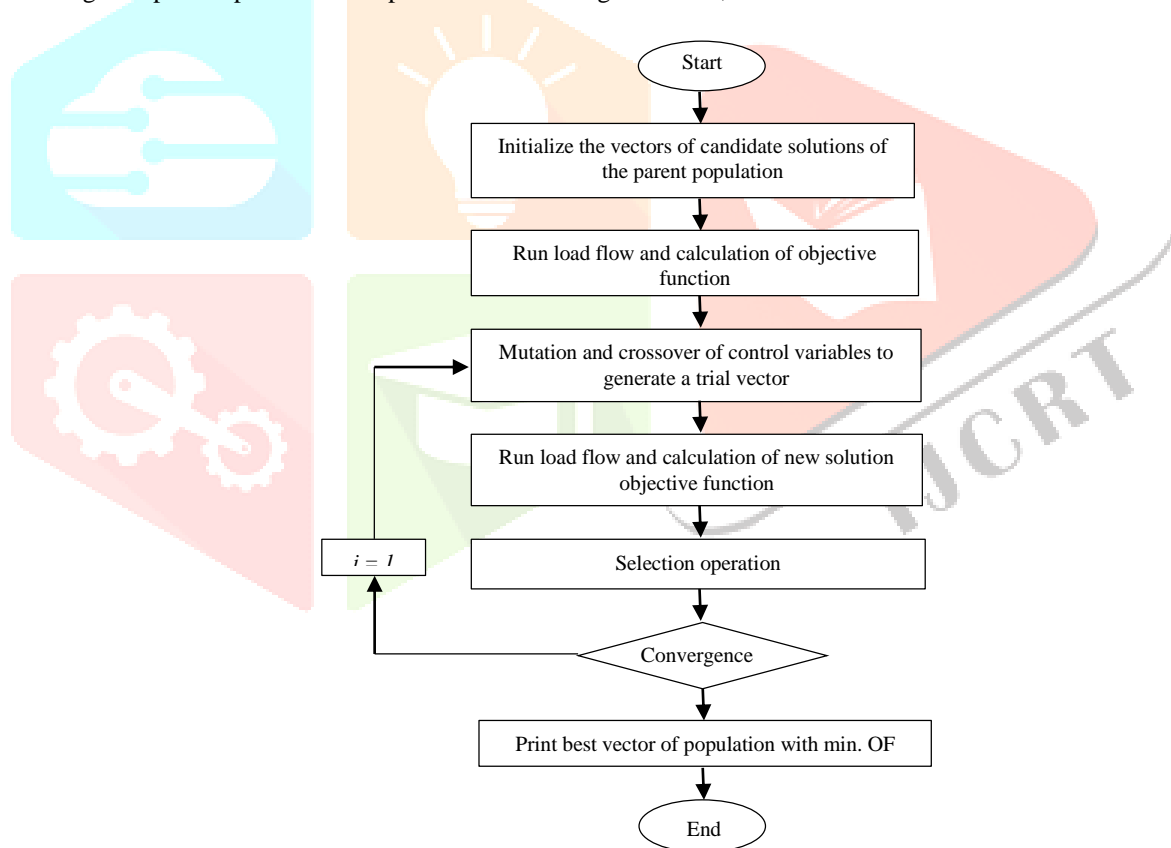 Start
Initialize the vectors of candidate solutions of
the parent population
Run load flow and calculation of objective
function
Mutation and crossover of control variables to
generate a trial vector
Run load flow and calculation of new solution
objective function
Selection operation
Convergence
Print best vector of population with min. OF
End
IJCRT